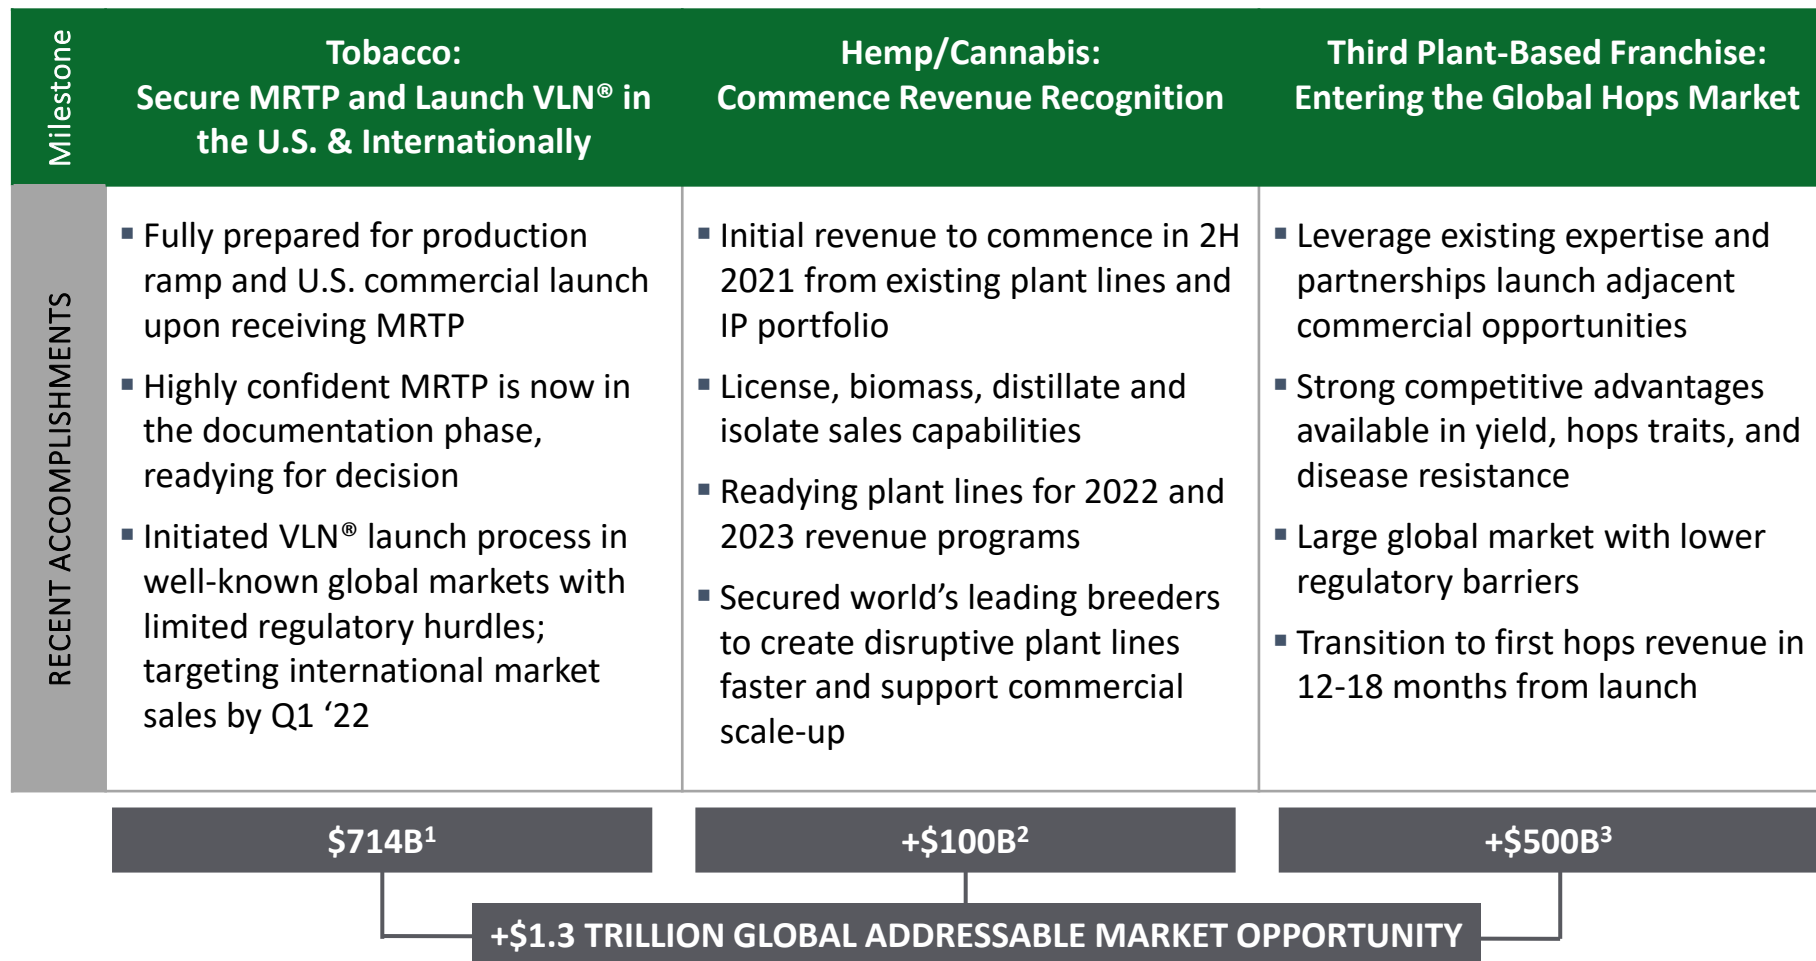 Milestone
Tobacco:
Secure MRTP and Launch VLN® in
the U.S. & Internationally
Hemp/Cannabis:
Commence Revenue Recognition
Third Plant-Based Franchise:
Entering the Global Hops Market
RECENT ACCOMPLISHMENTS
▪ Fully prepared for production
ramp and U.S. commercial launch
upon receiving MRTP
▪ Highly confident MRTP is now in
the documentation phase,
readying for decision
▪ Initiated VLN® launch process in
well-known global markets with
limited regulatory hurdles;
targeting international market
sales by Q1 ‘22
▪ Initial revenue to commence in 2H
2021 from existing plant lines and
IP portfolio
▪ License, biomass, distillate and
isolate sales capabilities
▪ Readying plant lines for 2022 and
2023 revenue programs
▪ Secured world’s leading breeders
to create disruptive plant lines
faster and support commercial
scale-up
▪ Leverage existing expertise and
partnerships launch adjacent
commercial opportunities
▪ Strong competitive advantages
available in yield, hops traits, and
disease resistance
▪ Large global market with lower
regulatory barriers
▪ Transition to first hops revenue in
12-18 months from launch
$714B¹
+$100B²
+$500B³
+$1.3 TRILLION GLOBAL ADDRESSABLE MARKET OPPORTUNITY